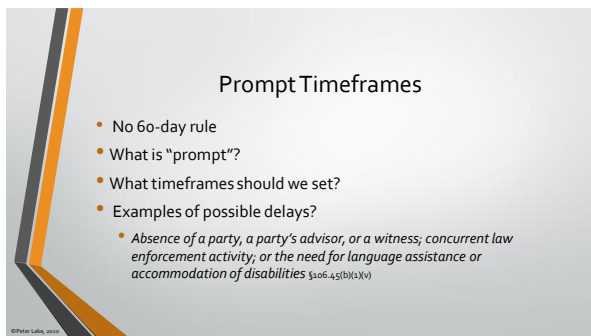 Prompt Timeframes
• No 60-day rule
• What is “prompt”?
• What timeframes should we set?
• Examples of possible delays?
• Absence of a party, a party’s advisor, or a witness; concurrent law
enforcement activity; or the need for language assistance or
accommodation of disabilities §106.45(b)(1)(v)
©Peter Lake, 2020